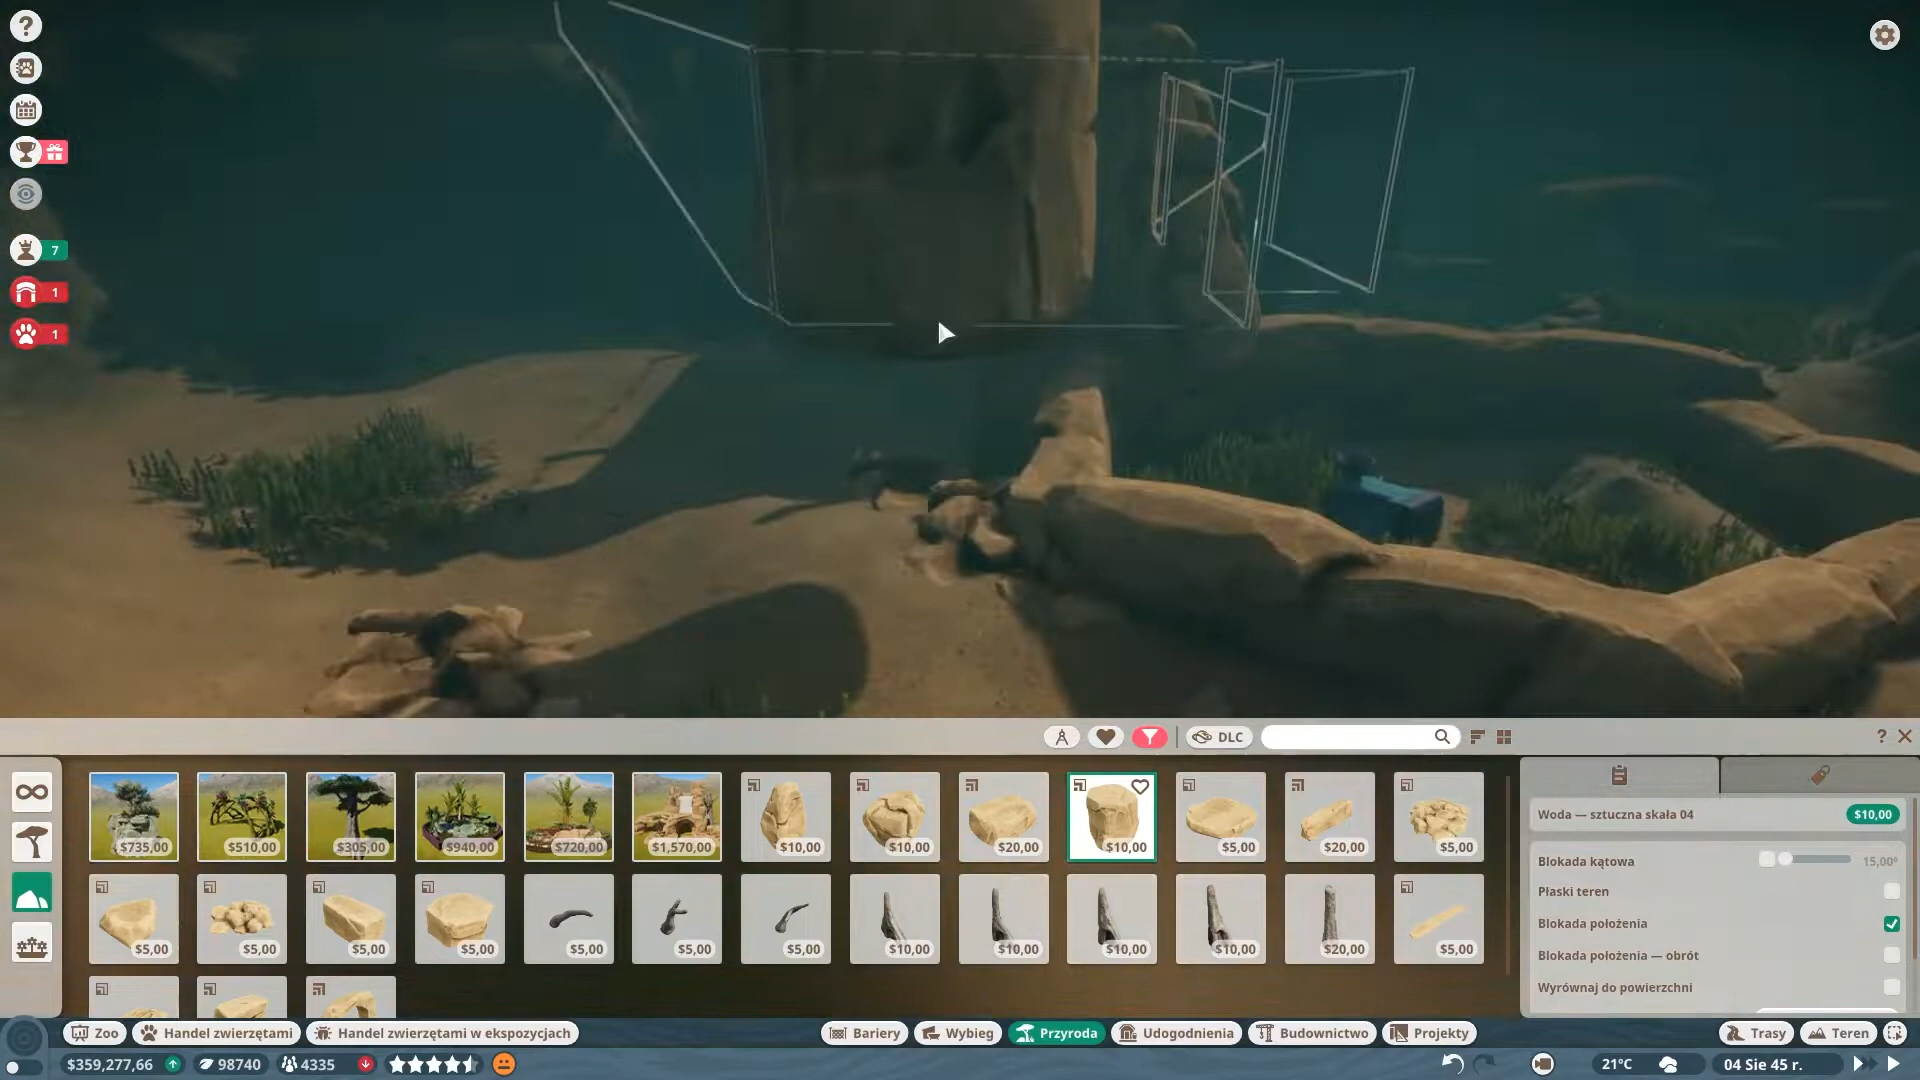 ?
7
1
1
DLC
?
$735,00
$510,00
$305,00
$940,00
$720,00
$1,570,00
$10,00
$10,00
$20,00
$10,00
$5,00
$20,00
$5,00
$5,00
$5,00
$5,00
$5,00
$5,00
$5,00
$5,00
$10,00
$10,00
$10,00
$10,00
$20,00
$5,00
Woda — sztuczna skała 04
$10,00
Blokada kątowa
15,00°
Płaski teren
Blokada położenia
Blokada położenia — obrót
Wyrównaj do powierzchni
Zoo
Handel zwierzętami
Handel zwierzętami w ekspozycjach
Bariery
Wybieg
Przyroda
Udogodnienia
Budownictwo
Projekty
Trasy
Teren
$359,277,66
98740
4335
21°C
04 Sie 45 r.